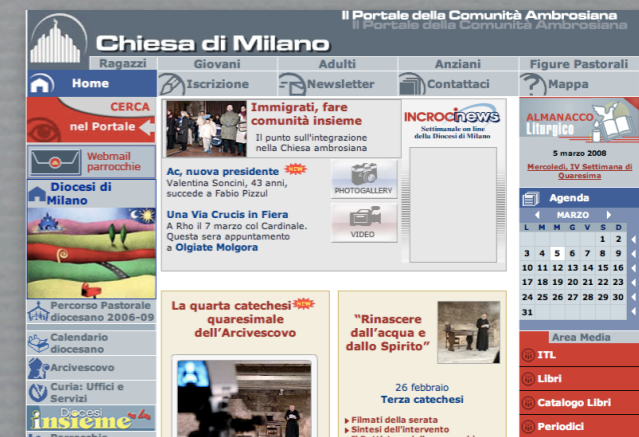 Il Portale della Comunità Ambrosiana
Chiesa di Milano
Ragazzi
Giovani
Adulti
Anziani
Figure Pastorali
Home
Iscrizione
Newsletter
Contattaci
Mappa
CERCA
nel Portale
Webmail
parrocchie
Diocesi di
Milano
Percorso Pastorale
diocesano 2006-09
Calendario
diocesano
Arcivescovo
Curia: Uffici e
Servizi
Diocesi
insieme
Immigrati, fare
comunità insieme
Il punto sull'integrazione
nella Chiesa ambrosiana
Ac, nuova presidente NEW
Valentina Soncini, 43 anni,
succede a Fabio Pizzul
Una Via Crucis in Fiera
A Rho il 7 marzo col Cardinale.
Questa sera appuntamento
a Olgiate Molgora
PHOTOGALLERY
VIDEO
INCROCINEWS
Settimanale on line
della Diocesi di Milano
La quarta catechesi NEW
quaresimale
dell'Arcivescovo
"Rinascere
dall'acqua e
dallo Spirito"
26 febbraio
Terza catechesi
Filmati della serata
Sintesi dell'intervento
ALMANACCO
Liturgico
5 marzo 2008
Mercoledì, IV Settimana di
Quaresima
Agenda
MARZO
L M M G V S D
1 2
3 4 5 6 7 8 9
10 11 12 13 14 15 16
17 18 19 20 21 22 23
24 25 26 27 28 29 30
31
Area Media
ITL
Libri
Catalogo Libri
Periodici